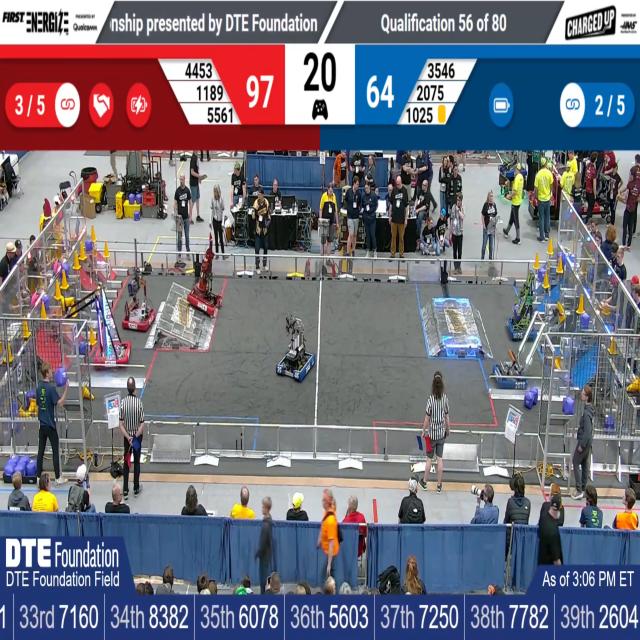 FIRST ENERGIZE PRESENTED BY Qualcomm
nship presented by DTE Foundation
Qualification 56 of 80
CHARGED UP
3 / 5
4453
1189
5561
97
20
64
3546
2075
1025
2 / 5
DTE Foundation
DTE Foundation Field
As of 3:06 PM ET
1 33rd 7160 34th 8382 35th 6078 36th 5603 37th 7250 38th 7782 39th 2604